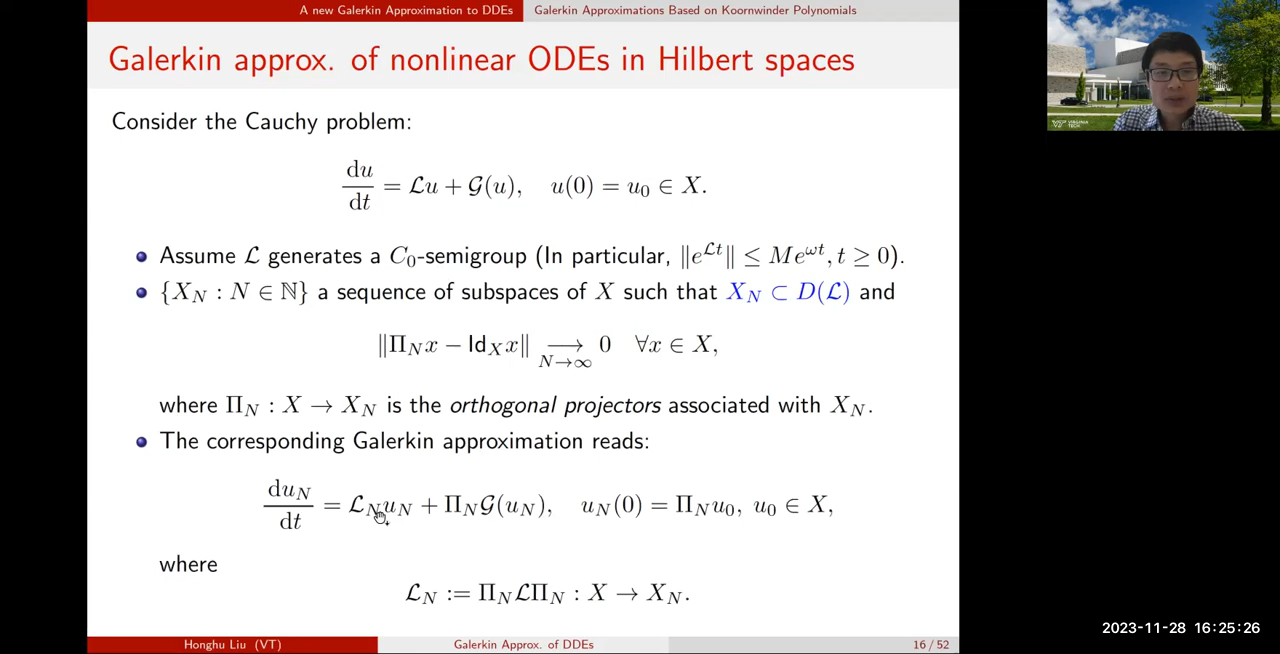 A new Galerkin Approximation to DDEs Galerkin Approximations Based on Koornwinder Polynomials
Galerkin approx. of nonlinear ODEs in Hilbert spaces
Consider the Cauchy problem:
du/dt = ℒu + 𝒢(u), u(0) = u₀ ∈ X.
Assume ℒ generates a C₀-semigroup (In particular, ‖e^{ℒt}‖ ≤ Me^{ωt}, t ≥ 0).
{X_N : N ∈ ℕ} a sequence of subspaces of X such that X_N ⊂ D(ℒ) and
‖Π_N x − Id_X x‖ ⟶_{N→∞} 0 ∀x ∈ X,
where Π_N : X → X_N is the orthogonal projectors associated with X_N.
The corresponding Galerkin approximation reads:
du_N/dt = ℒ_N u_N + Π_N 𝒢(u_N), u_N(0) = Π_N u₀, u₀ ∈ X,
where
ℒ_N := Π_N ℒ Π_N : X → X_N.
Honghu Liu (VT) Galerkin Approx. of DDEs 16 / 52
2023-11-28 16:25:26